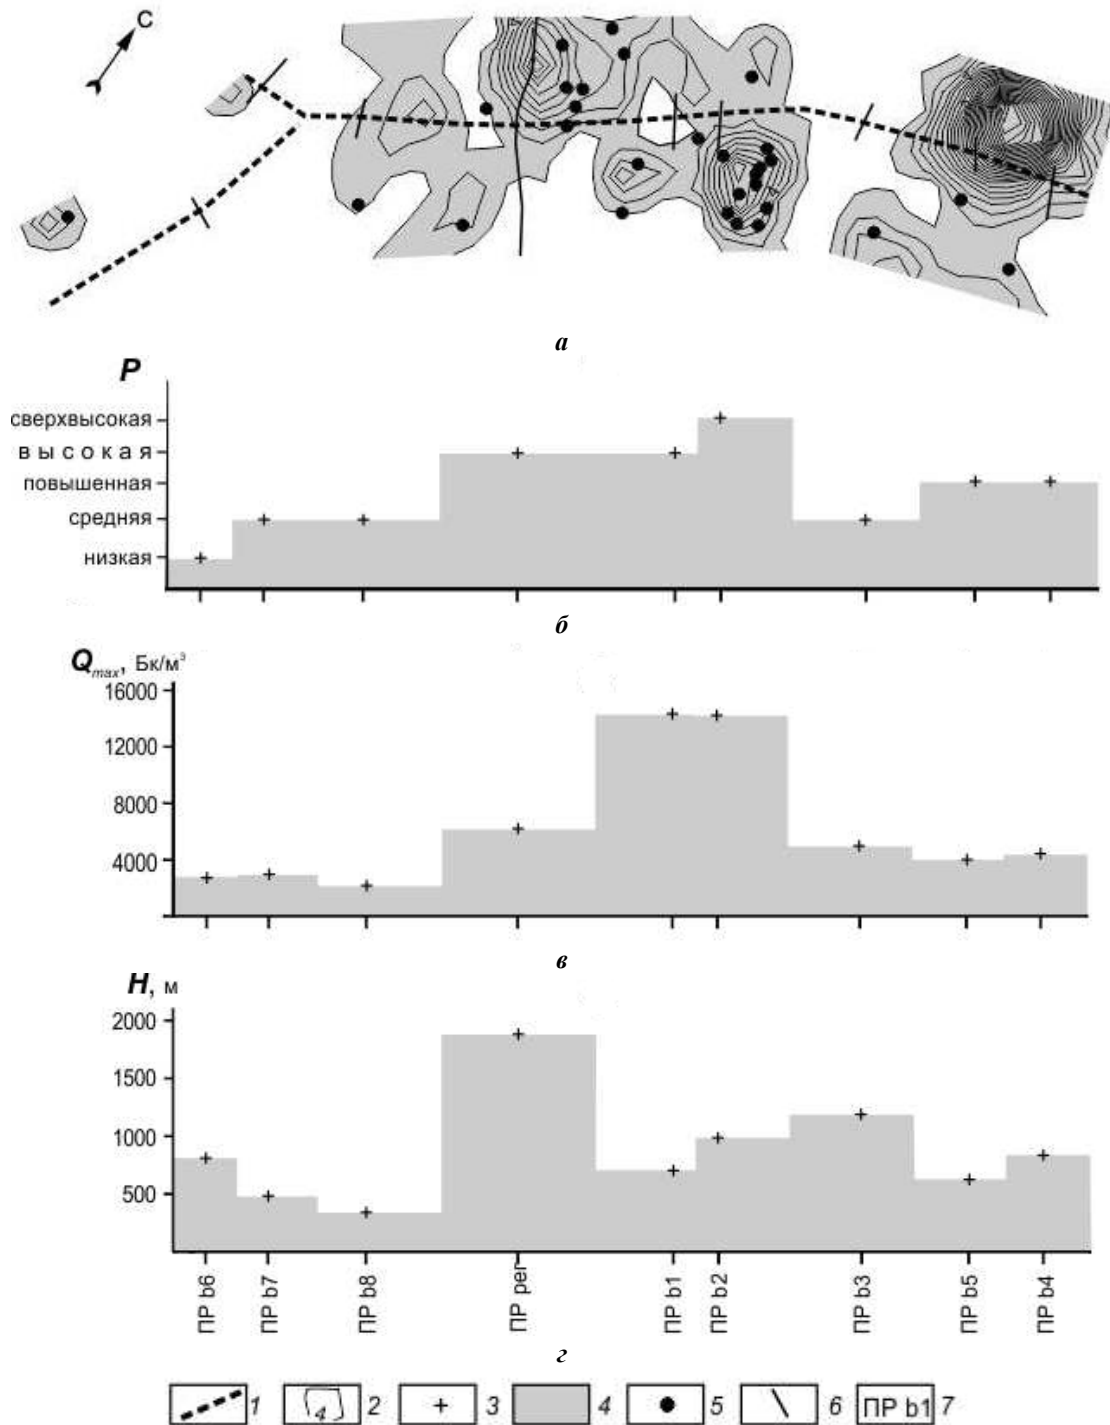 С
а
P
сверхвысокая
высокая
повышенная
средняя
низкая
б
Qmax, Бк/м³
16000
12000
8000
4000
в
H, м
2000
1500
1000
500
ПР b6 ПР b7 ПР b8 ПР рег ПР b1 ПР b2 ПР b3 ПР b5 ПР b4
г
1 4 2 3 4 5 6 ПР b1 7